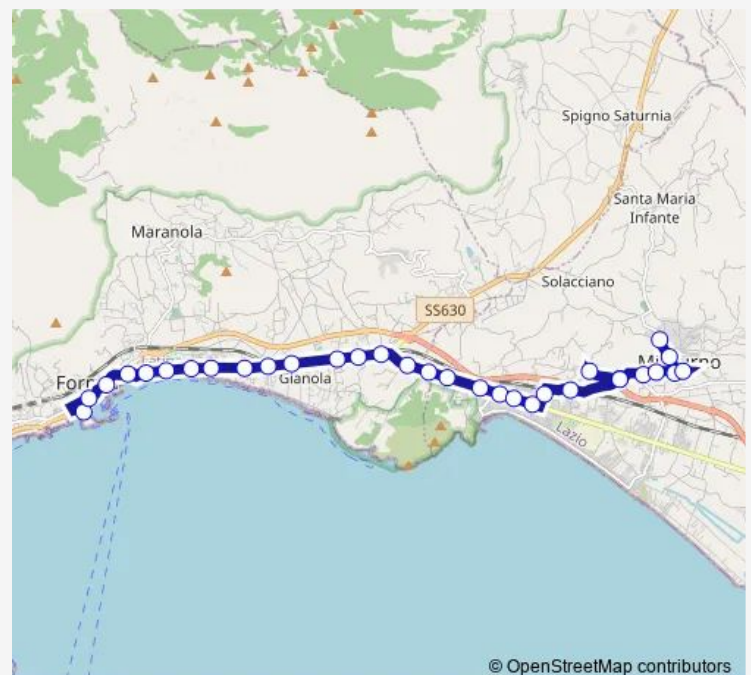 Spigno Saturnia
Santa Maria
Infante
Maranola
Solacciano
SS630
Gianola
Lazio
© OpenStreetMap contributors